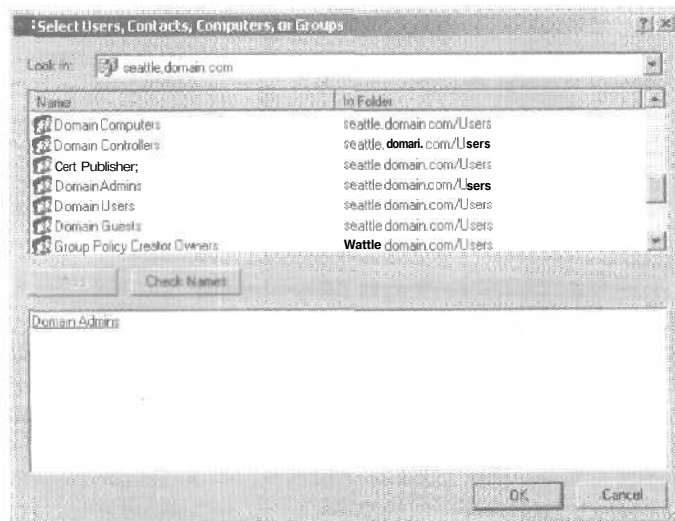 Select Users, Contacts, Computers, or Groups
Look in: seattle.domain.com
Name In Folder
Domain Computers seattle.domain.com/Users
Domain Controllers seattle.domari.com/Users
Cert Publisher; seattle.domain.com/Users
Domain Admins seattle domain.com/Users
Domain Users seattle domain.com/Users
Domain Guests seattle domain.com/Users
Group Policy Creator Owners Wattle domain.com/Users
Check Names
Domain Admins
OK Cancel